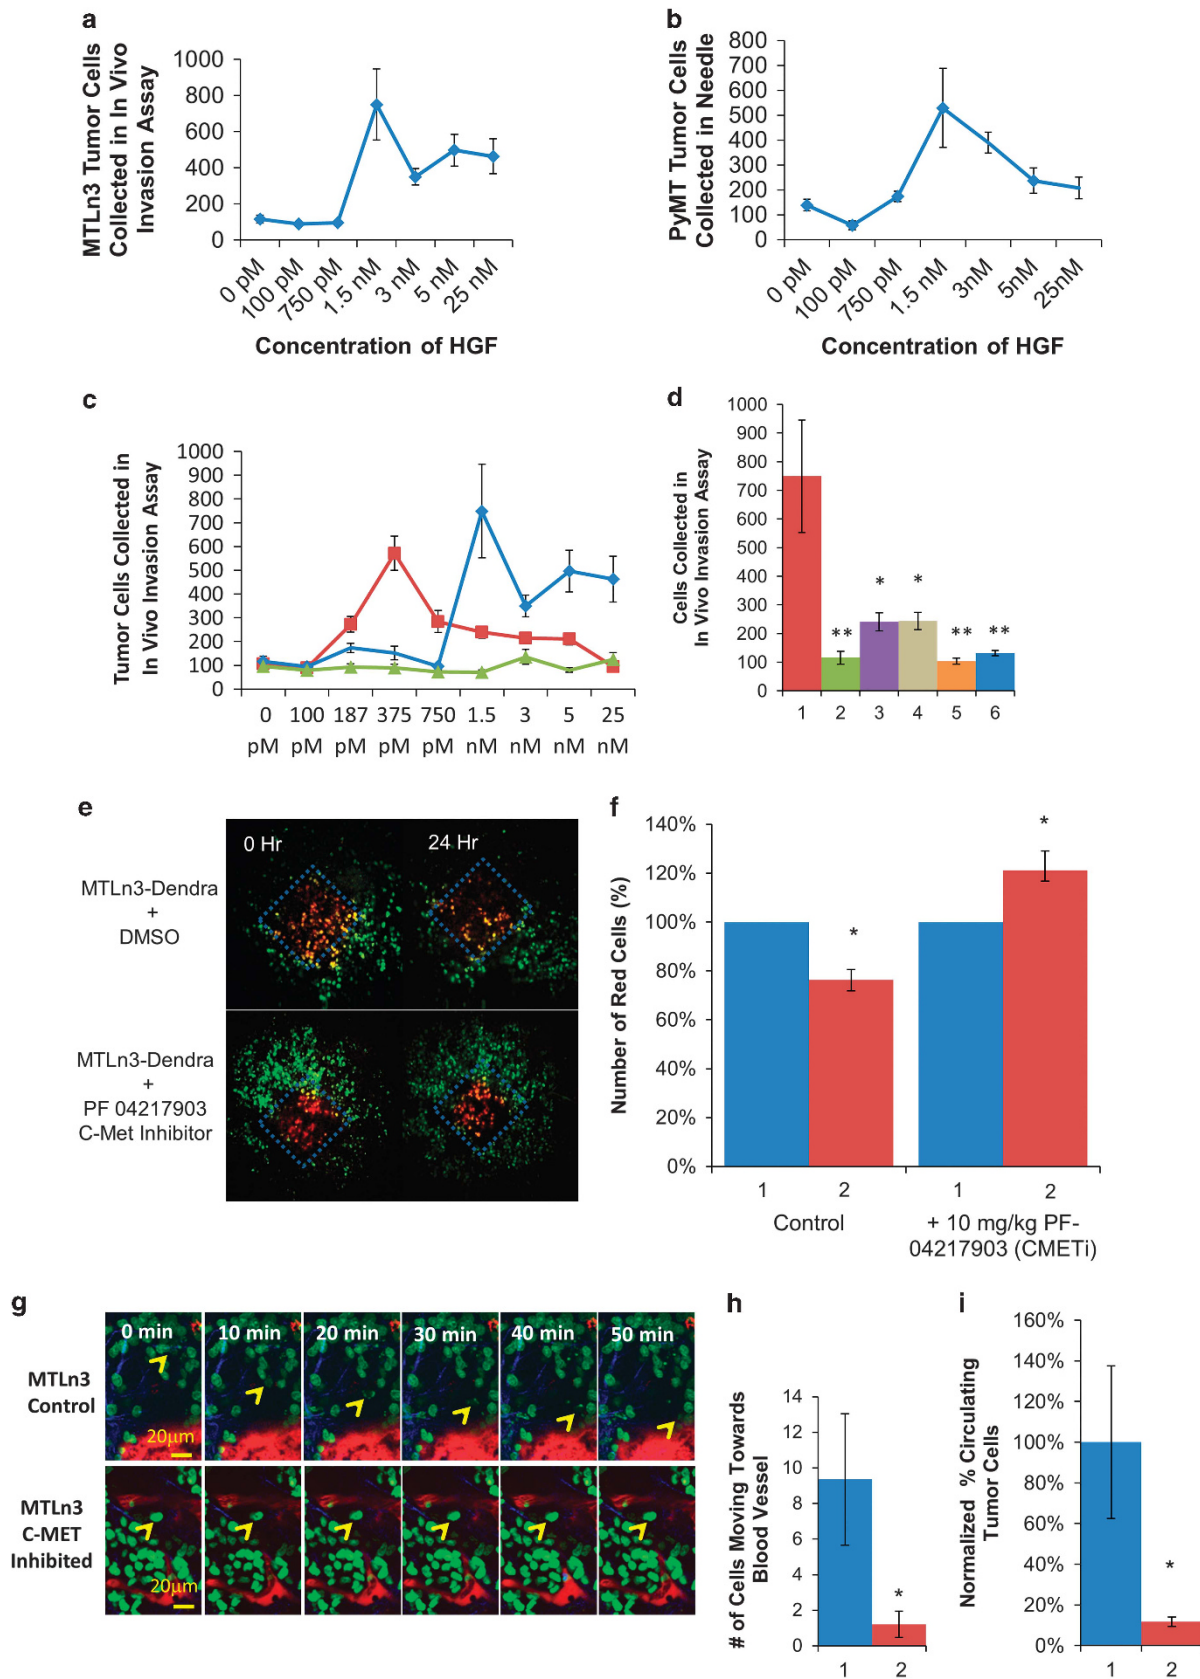 a
MTLn3 Tumor Cells
Collected in In Vivo
Invasion Assay
1000
800
600
400
200
0
0 pM
100 pM
750 pM
1.5 nM
3 nM
5 nM
25 nM
Concentration of HGF
b
PyMT Tumor Cells
Collected in Needle
800
700
600
500
400
300
200
100
0
0 pM
100 pM
750 pM
1.5 nM
3nM
5nM
25nM
Concentration of HGF
c
Tumor Cells Collected in
In Vivo Invasion Assay
1000
900
800
700
600
500
400
300
200
100
0
0 100 187 375 750 1.5 3 5 25
pM pM pM pM pM nM nM nM nM
d
Cells Collected in
In Vivo Invasion Assay
1000
900
800
700
600
500
400
300
200
100
0
** * * ** **
1 2 3 4 5 6
e
0 Hr 24 Hr
MTLn3-Dendra
+
DMSO
MTLn3-Dendra
+
PF 04217903
C-Met Inhibitor
f
Number of Red Cells (%)
140%
120%
100%
80%
60%
40%
20%
0%
* *
1 2 1 2
Control
+ 10 mg/kg PF-
04217903 (CMETi)
g
0 min 10 min 20 min 30 min 40 min 50 min
MTLn3
Control
20μm
MTLn3
C-MET
Inhibited
20μm
h
# of Cells Moving Towards
Blood Vessel
14
12
10
8
6
4
2
0
*
1 2
i
Normalized % Circulating
Tumor Cells
160%
140%
120%
100%
80%
60%
40%
20%
0%
*
1 2